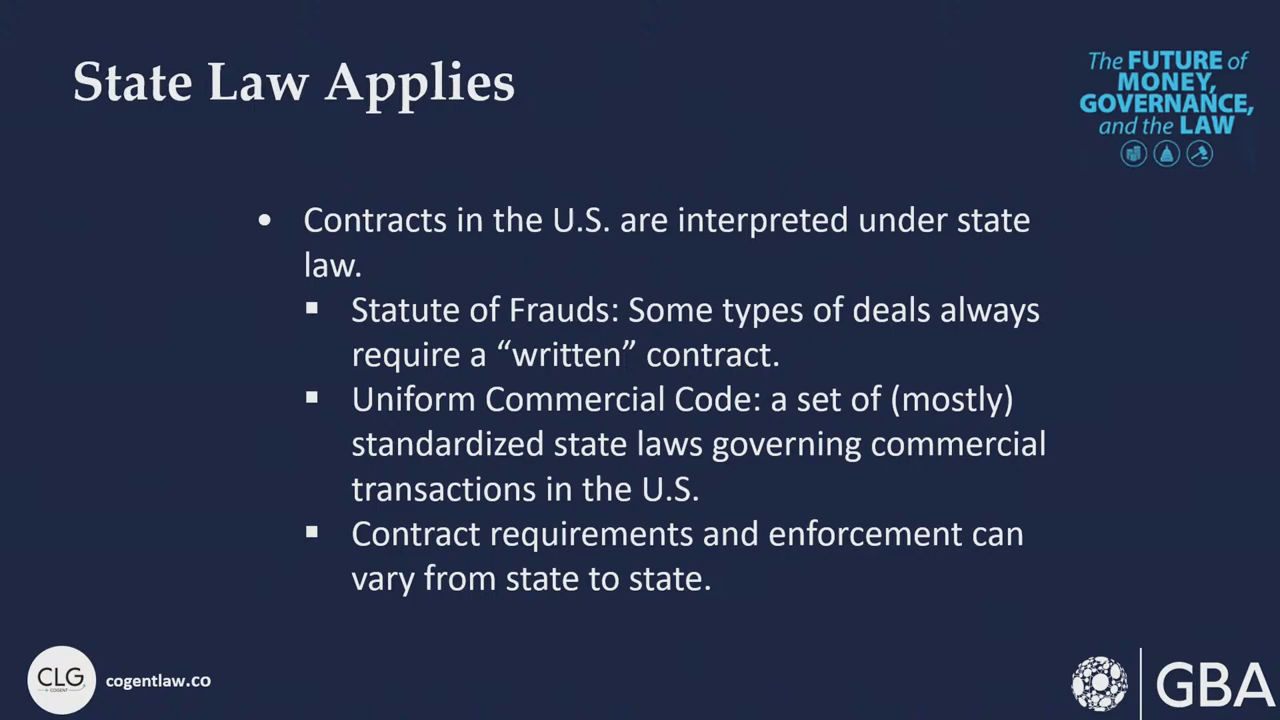 State Law Applies
The FUTURE of
MONEY,
GOVERNANCE,
and the LAW
• Contracts in the U.S. are interpreted under state
law.
▪ Statute of Frauds: Some types of deals always
require a “written” contract.
▪ Uniform Commercial Code: a set of (mostly)
standardized state laws governing commercial
transactions in the U.S.
▪ Contract requirements and enforcement can
vary from state to state.
CLG
COGENT
cogentlaw.co
GBA